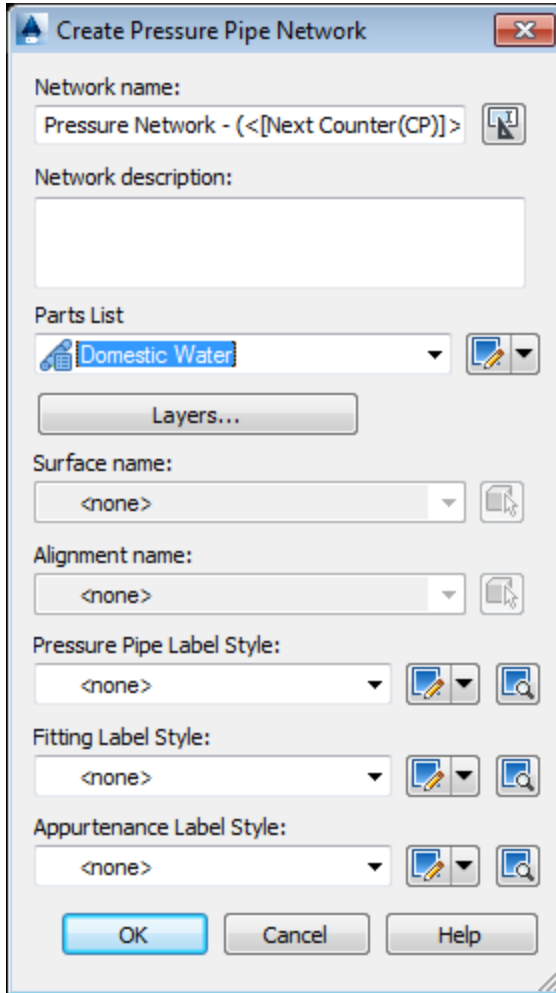 Create Pressure Pipe Network
Network name:
Pressure Network - (<[Next Counter(CP)]>
Network description:
Parts List
Domestic Water
Layers...
Surface name:
<none>
Alignment name:
<none>
Pressure Pipe Label Style:
<none>
Fitting Label Style:
<none>
Appurtenance Label Style:
<none>
OK Cancel Help